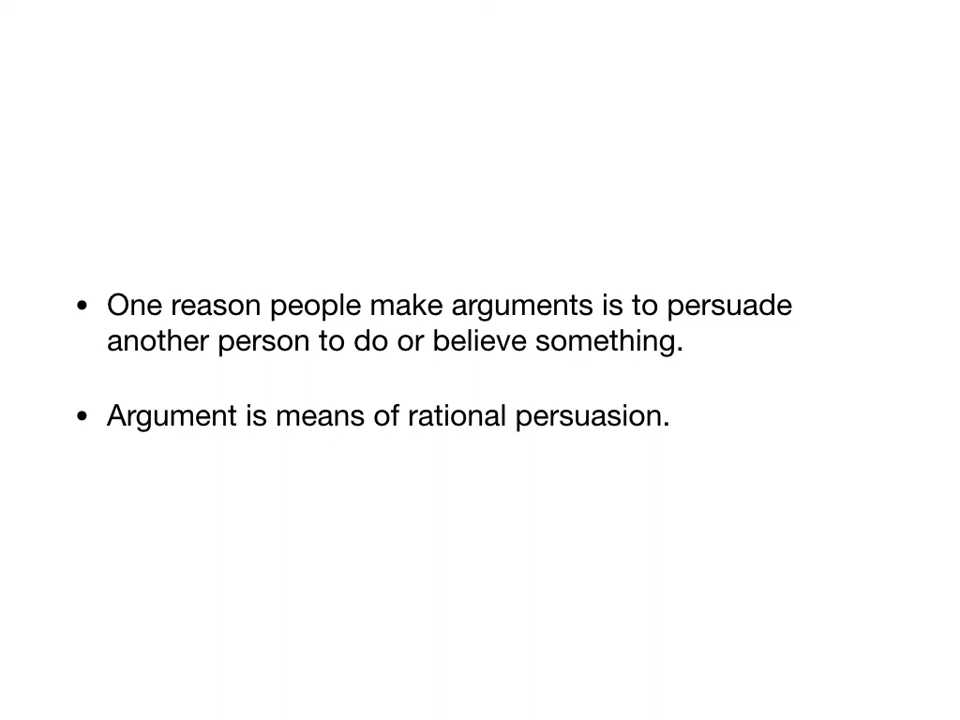 • One reason people make arguments is to persuade
another person to do or believe something.
• Argument is means of rational persuasion.